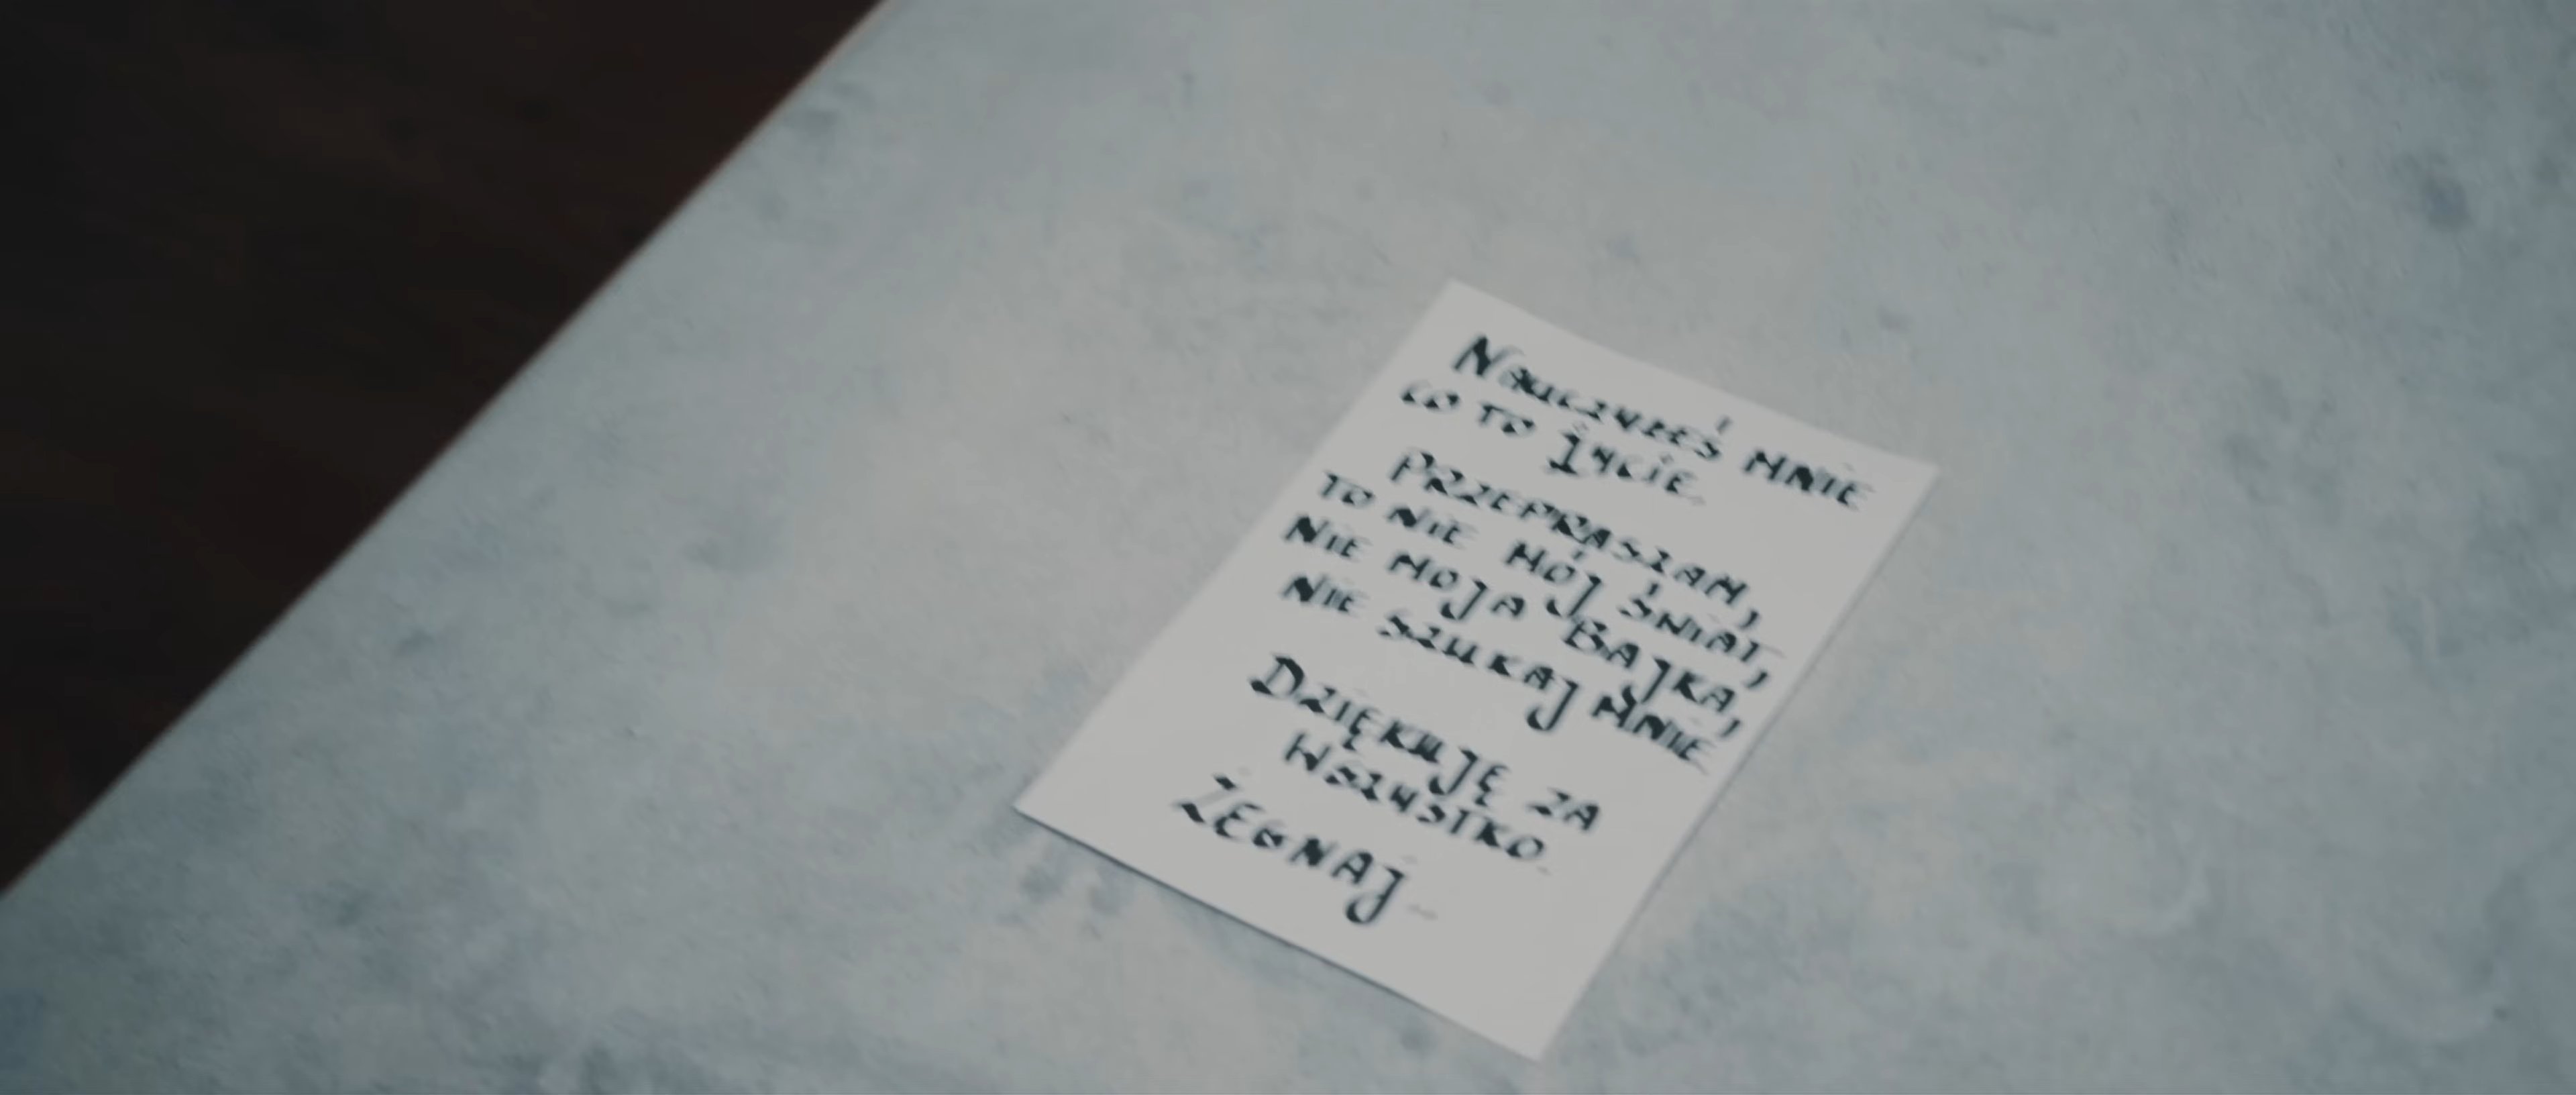 Nauczyłeś mnie
co to życie.
Przepraszam,
to nie mój świat,
Nie moja bajka,
Nie szukaj mnie
Dziękuję za
wszystko.
Żegnaj